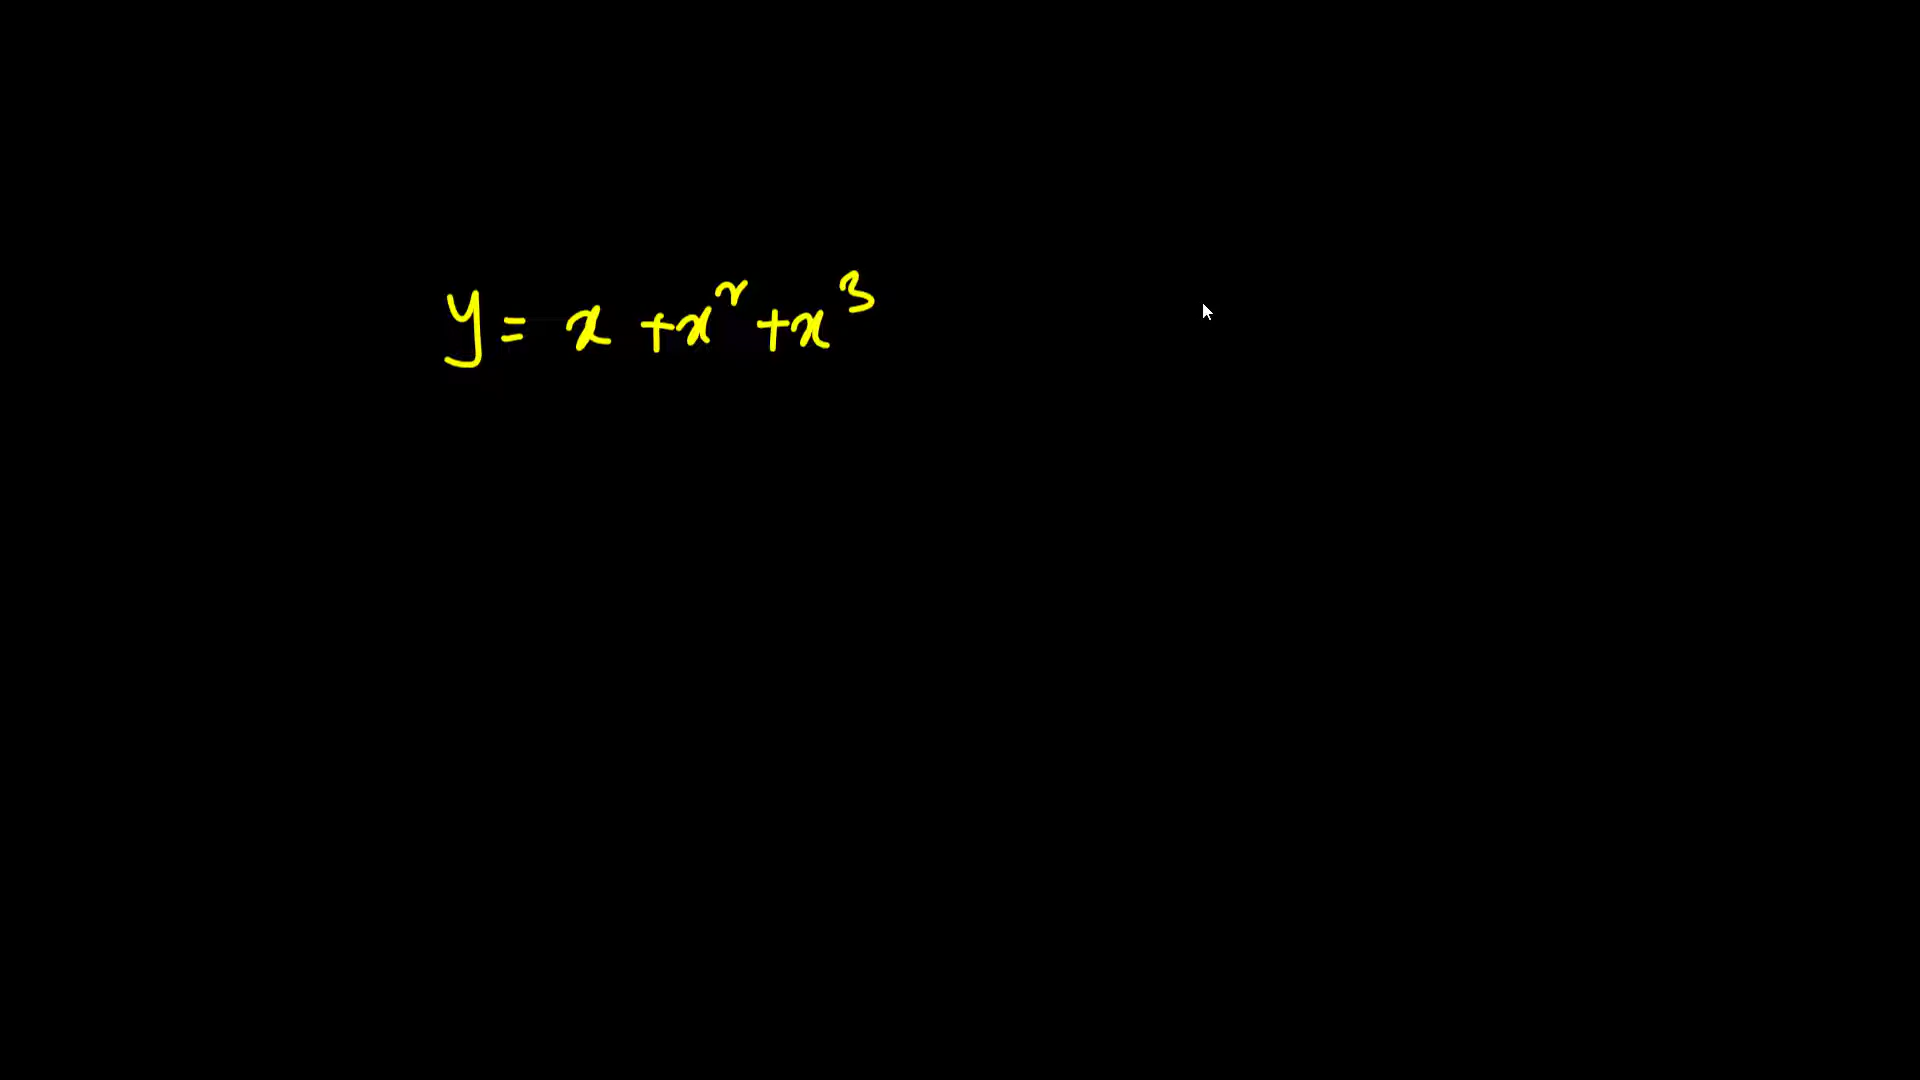 y = x + x² + x³